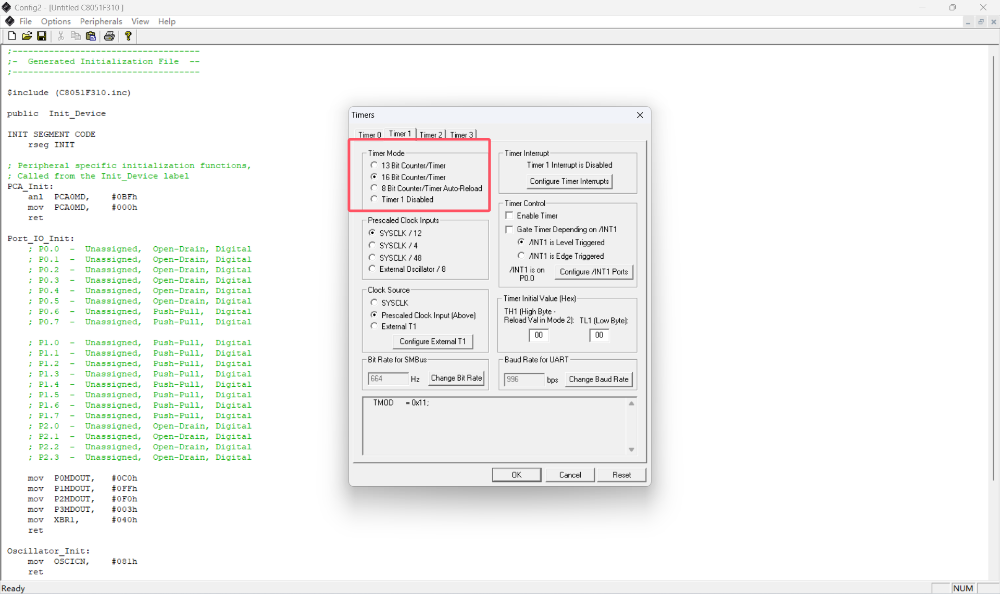 Config2 - [Untitled C8051F310 ]
File Options Peripherals View Help
;------------------------------------
;-  Generated Initialization File  --
;------------------------------------
$include (C8051F310.inc)
public  Init_Device
INIT SEGMENT CODE
    rseg INIT
; Peripheral specific initialization functions,
; Called from the Init_Device label
PCA_Init:
    anl  PCA0MD,    #0BFh
    mov  PCA0MD,    #000h
    ret
Port_IO_Init:
    ; P0.0  -  Unassigned,  Open-Drain, Digital
    ; P0.1  -  Unassigned,  Open-Drain, Digital
    ; P0.2  -  Unassigned,  Open-Drain, Digital
    ; P0.3  -  Unassigned,  Open-Drain, Digital
    ; P0.4  -  Unassigned,  Open-Drain, Digital
    ; P0.5  -  Unassigned,  Open-Drain, Digital
    ; P0.6  -  Unassigned,  Push-Pull,  Digital
    ; P0.7  -  Unassigned,  Push-Pull,  Digital
    ; P1.0  -  Unassigned,  Push-Pull,  Digital
    ; P1.1  -  Unassigned,  Push-Pull,  Digital
    ; P1.2  -  Unassigned,  Push-Pull,  Digital
    ; P1.3  -  Unassigned,  Push-Pull,  Digital
    ; P1.4  -  Unassigned,  Push-Pull,  Digital
    ; P1.5  -  Unassigned,  Push-Pull,  Digital
    ; P1.6  -  Unassigned,  Push-Pull,  Digital
    ; P1.7  -  Unassigned,  Push-Pull,  Digital
    ; P2.0  -  Unassigned,  Open-Drain, Digital
    ; P2.1  -  Unassigned,  Open-Drain, Digital
    ; P2.2  -  Unassigned,  Open-Drain, Digital
    ; P2.3  -  Unassigned,  Open-Drain, Digital
    mov  P0MDOUT,   #0C0h
    mov  P1MDOUT,   #0FFh
    mov  P2MDOUT,   #0F0h
    mov  P3MDOUT,   #003h
    mov  XBR1,      #040h
    ret
Oscillator_Init:
    mov  OSCICN,    #081h
    ret
Timers
Timer 0 Timer 1 Timer 2 Timer 3
Timer Mode
13 Bit Counter/Timer
16 Bit Counter/Timer
8 Bit Counter/Timer Auto-Reload
Timer 1 Disabled
Prescaled Clock Inputs
SYSCLK / 12
SYSCLK / 4
SYSCLK / 48
External Oscillator / 8
Clock Source
SYSCLK
Prescaled Clock Input (Above)
External T1
Configure External T1
Bit Rate for SMBus
664 Hz Change Bit Rate
Timer Interrupt
Timer 1 Interrupt is Disabled
Configure Timer Interrupts
Timer Control
Enable Timer
Gate Timer Depending on /INT1
/INT1 is Level Triggered
/INT1 is Edge Triggered
/INT1 is on
P0.0
Configure /INT1 Ports
Timer Initial Value (Hex)
TH1 (High Byte -
Reload Val in Mode 2): TL1 (Low Byte):
00 00
Baud Rate for UART
996 bps Change Baud Rate
TMOD = 0x11;
OK Cancel Reset
Ready NUM